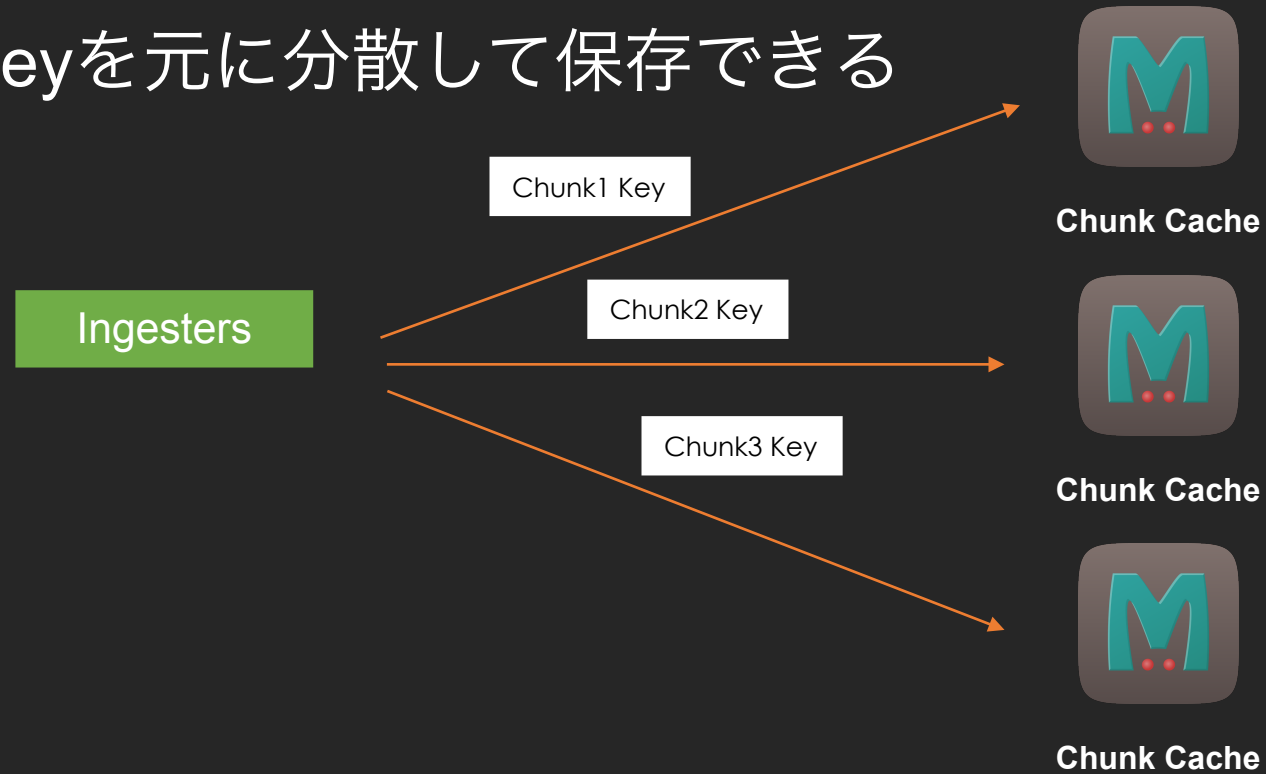 eyを元に分散して保存できる
Chunk1 Key
Chunk Cache
Chunk2 Key
Ingesters
Chunk Cache
Chunk3 Key
Chunk Cache